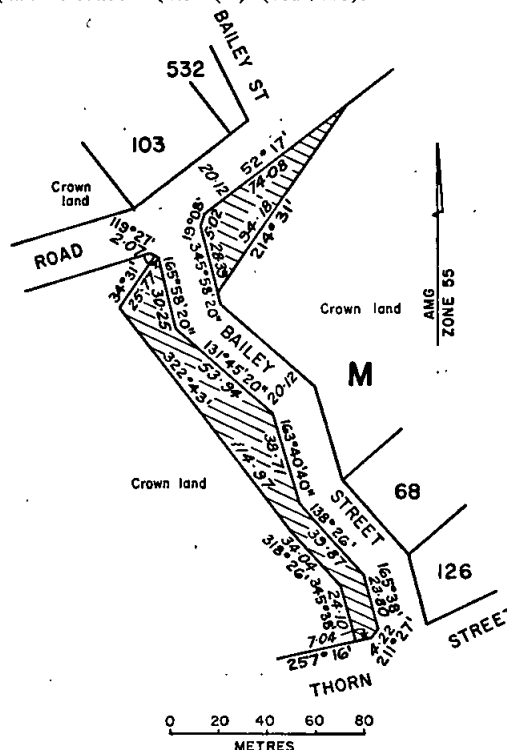 BAILEY ST
532
103
Crown
land
ROAD
20·12
52° 17'
74·08
94·18
214° 31'
19° 08'
5·02
28·39
345° 58' 20"
119° 27'
2·07
34° 31'
25·77
30·25
165° 58' 20"
BAILEY
131° 45' 20"
20·12
53·94
322° 43'
114·97
38·71
163° 40' 40"
STREET
138° 26'
39·87
Crown land
AMG
ZONE 55
M
Crown land
68
126
34·04
318° 26'
345° 38'
24·10
165° 38'
23·80
7·04
257° 16'
4·22
211° 27'
THORN
STREET
0 20 40 60 80
METRES